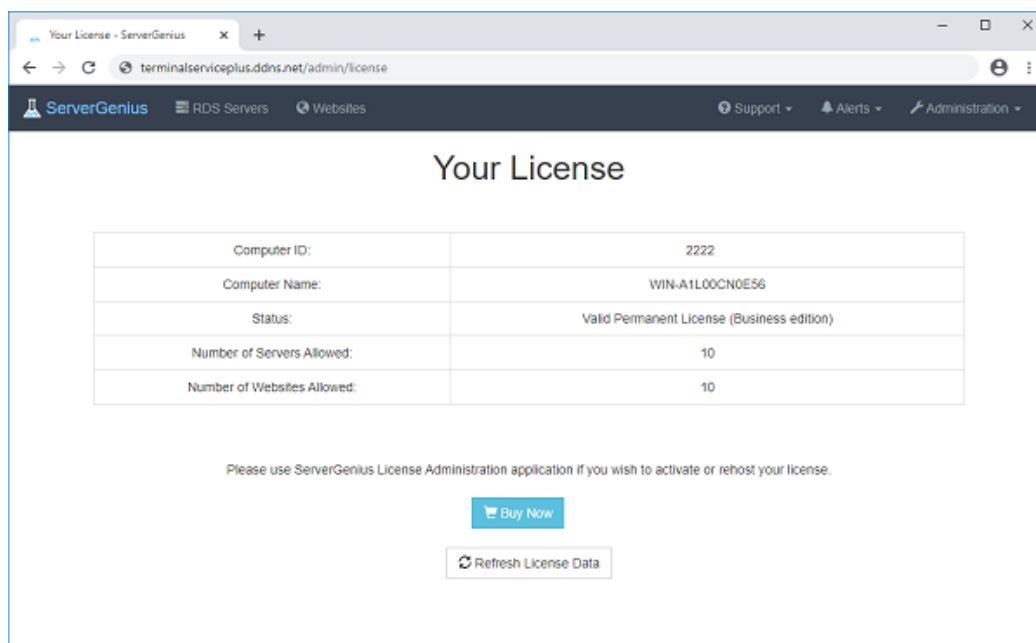 Your License - ServerGenius
terminalserviceplus.ddns.net/admin/license
ServerGenius RDS Servers Websites Support Alerts Administration
Your License
Computer ID: 2222
Computer Name: WIN-A1L00CN0E56
Status: Valid Permanent License (Business edition)
Number of Servers Allowed: 10
Number of Websites Allowed: 10
Please use ServerGenius License Administration application if you wish to activate or rehost your license.
Buy Now
Refresh License Data